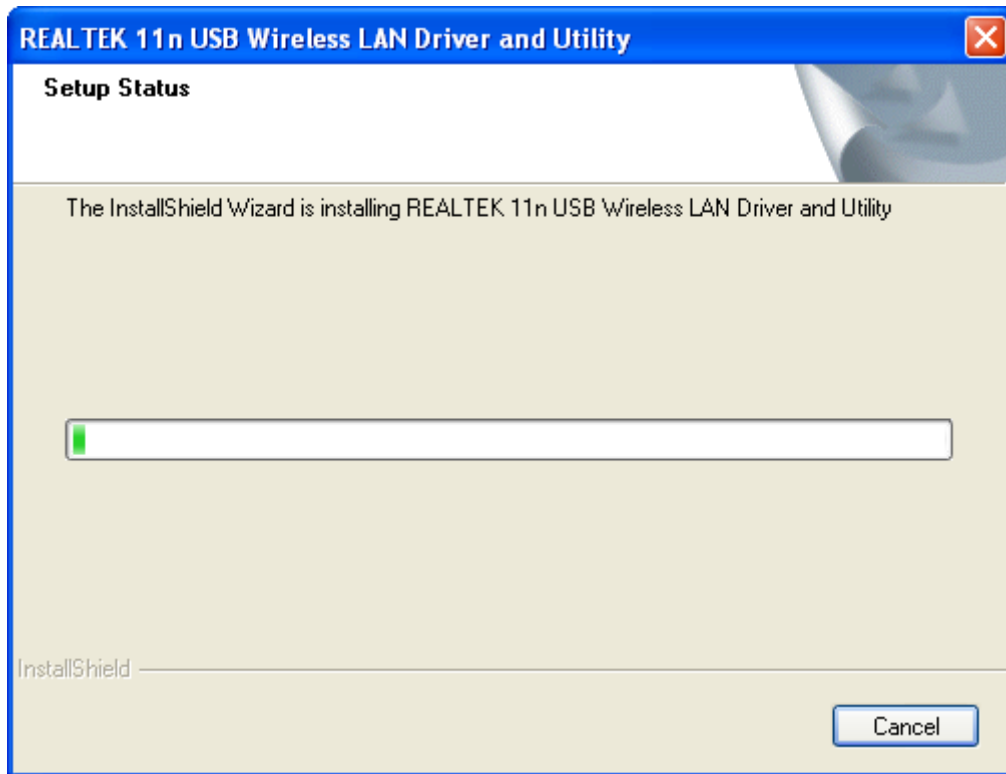 REALTEK 11n USB Wireless LAN Driver and Utility
Setup Status
The InstallShield Wizard is installing REALTEK 11n USB Wireless LAN Driver and Utility
InstallShield
Cancel